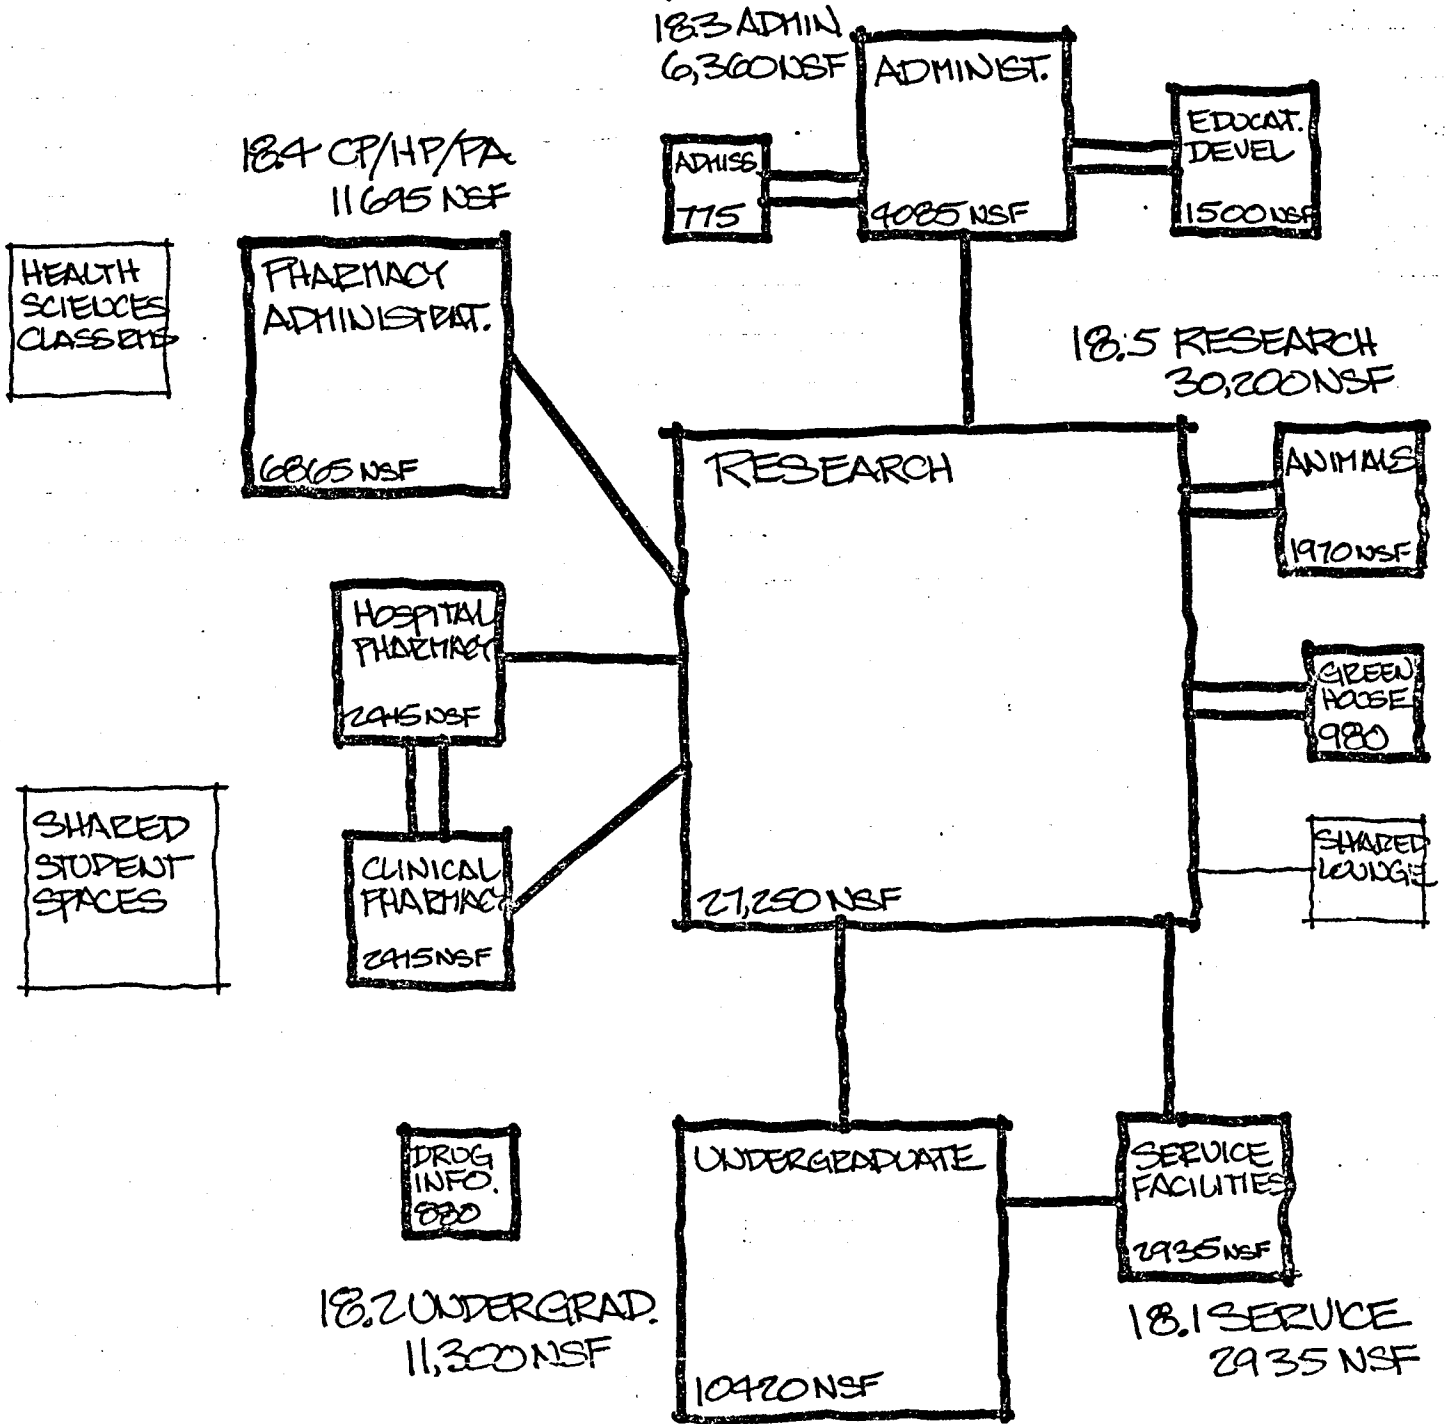 18.3 ADMIN
6,360 NSF
ADMINIST.
4085 NSF
ADMISS.
775
EDUCAT.
DEVEL
1500 NSF
18.4 CP/HP/PA
11695 NSF
HEALTH
SCIENCES
CLASSRMS
PHARMACY
ADMINISTRAT.
6865 NSF
18.5 RESEARCH
30,200 NSF
RESEARCH
27,250 NSF
ANIMALS
1970 NSF
HOSPITAL
PHARMACY
2415 NSF
GREEN
HOUSE
980
SHARED
STUDENT
SPACES
CLINICAL
PHARMACY
2415 NSF
SHARED
LOUNGE
DRUG
INFO.
880
UNDERGRADUATE
10420 NSF
SERVICE
FACILITIES
2935 NSF
18.2 UNDERGRAD.
11,300 NSF
18.1 SERVICE
2935 NSF